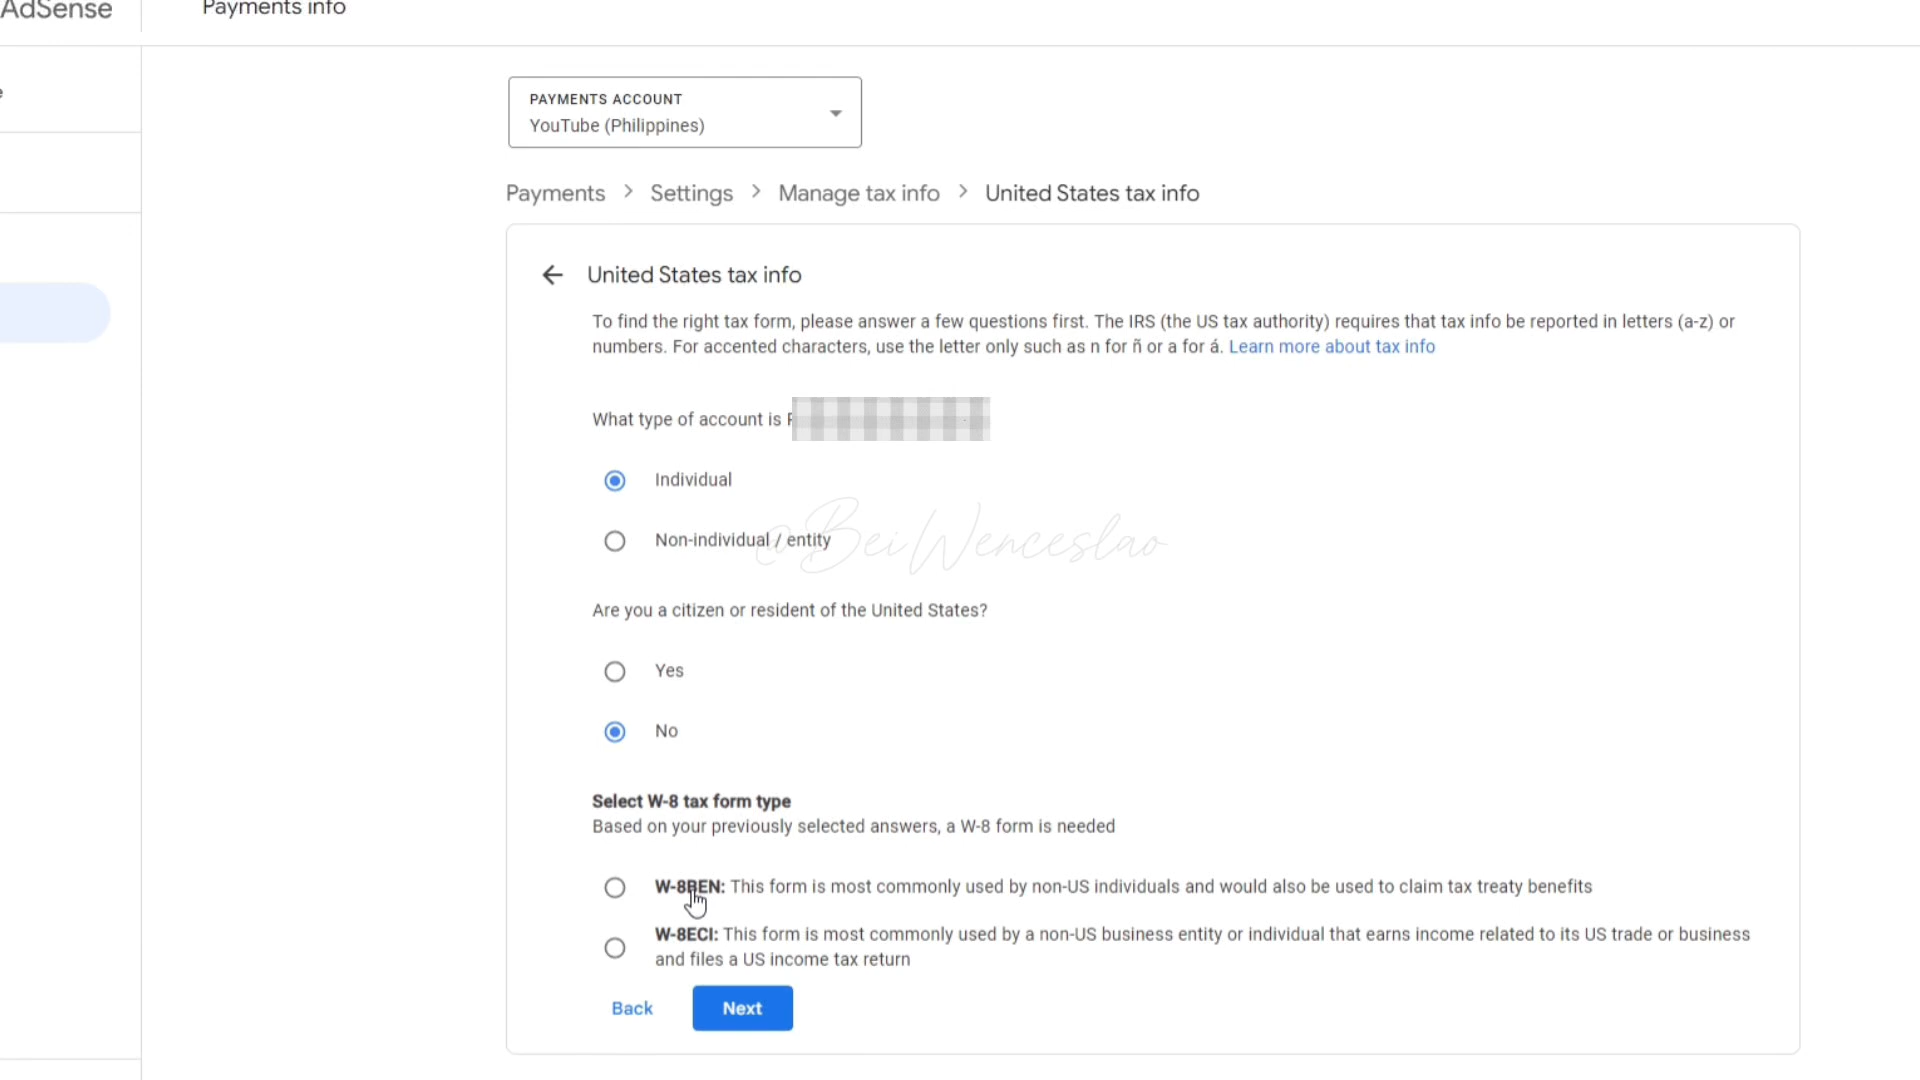 AdSense
Payments info
PAYMENTS ACCOUNT
YouTube (Philippines)
Payments > Settings > Manage tax info > United States tax info
United States tax info
To find the right tax form, please answer a few questions first. The IRS (the US tax authority) requires that tax info be reported in letters (a-z) or
numbers. For accented characters, use the letter only such as n for ñ or a for á. Learn more about tax info
What type of account is
Individual
Non-individual / entity
@BeiWenceslao
Are you a citizen or resident of the United States?
Yes
No
Select W-8 tax form type
Based on your previously selected answers, a W-8 form is needed
W-8BEN: This form is most commonly used by non-US individuals and would also be used to claim tax treaty benefits
W-8ECI: This form is most commonly used by a non-US business entity or individual that earns income related to its US trade or business
and files a US income tax return
Back
Next